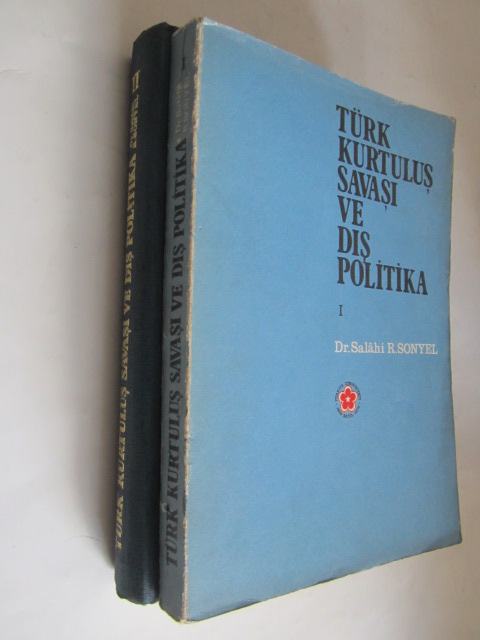 TÜRK
KURTULUŞ
SAVAŞI
VE
DIŞ
POLİTİKA
I
Dr. Salâhi R. SONYEL
TÜRK KURTULUŞ SAVAŞI VE DIŞ POLİTİKA I
TÜRK KURTULUŞ SAVAŞI VE DIŞ POLİTİKA